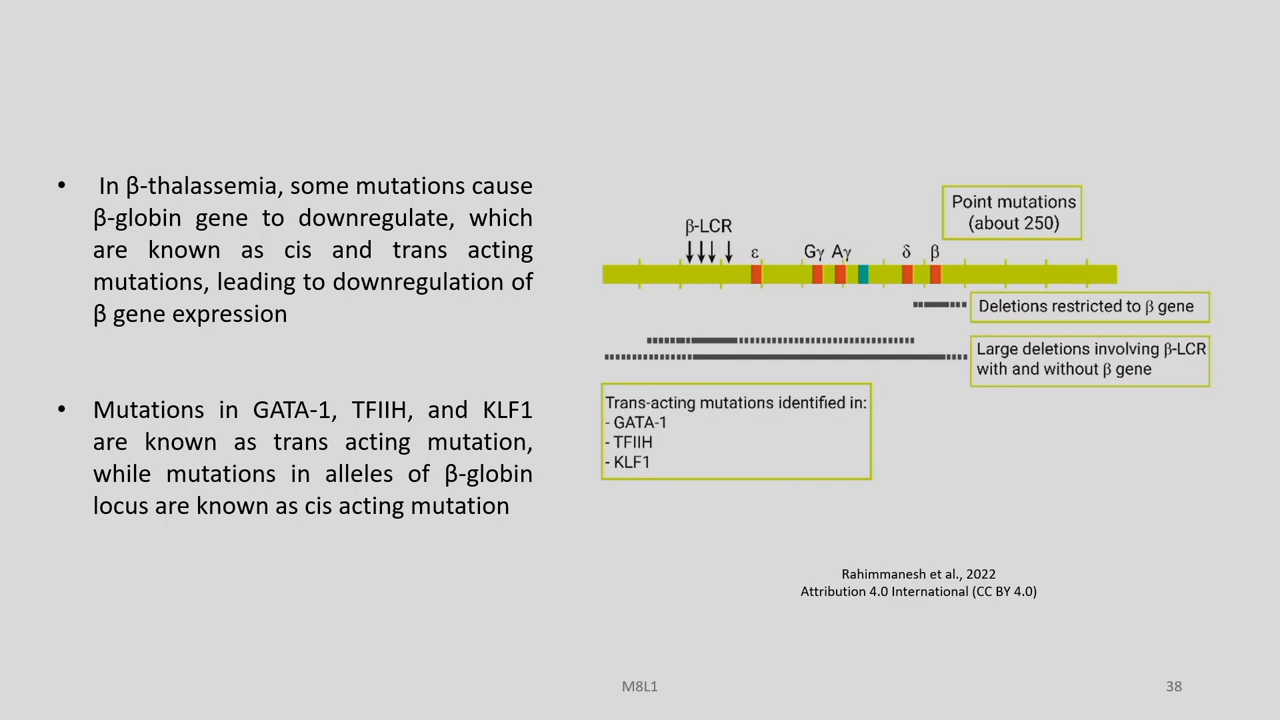 • In β-thalassemia, some mutations cause
β-globin gene to downregulate, which
are known as cis and trans acting
mutations, leading to downregulation of
β gene expression
• Mutations in GATA-1, TFIIH, and KLF1
are known as trans acting mutation,
while mutations in alleles of β-globin
locus are known as cis acting mutation
Point mutations
(about 250)
β-LCR
ε Gγ Aγ δ β
Deletions restricted to β gene
Large deletions involving β-LCR
with and without β gene
Trans-acting mutations identified in:
- GATA-1
- TFIIH
- KLF1
Rahimmanesh et al., 2022
Attribution 4.0 International (CC BY 4.0)
M8L1
38